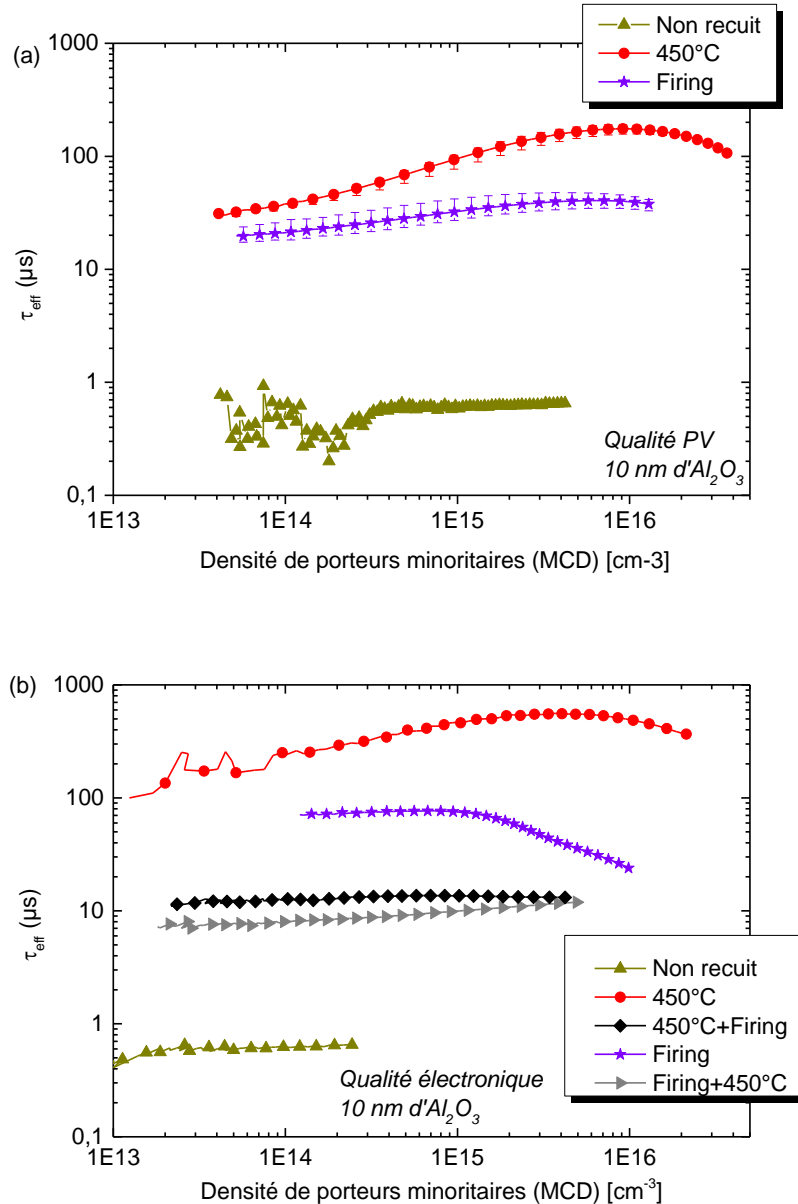 (a)
Non recuit
450°C
Firing
1000
100
10
1
0,1
τeff (µs)
Qualité PV
10 nm d'Al2O3
1E13 1E14 1E15 1E16
Densité de porteurs minoritaires (MCD) [cm-3]
(b)
1000
100
10
1
0,1
τeff (µs)
Non recuit
450°C
450°C+Firing
Firing
Firing+450°C
Qualité électronique
10 nm d'Al2O3
1E13 1E14 1E15 1E16
Densité de porteurs minoritaires (MCD) [cm-3]